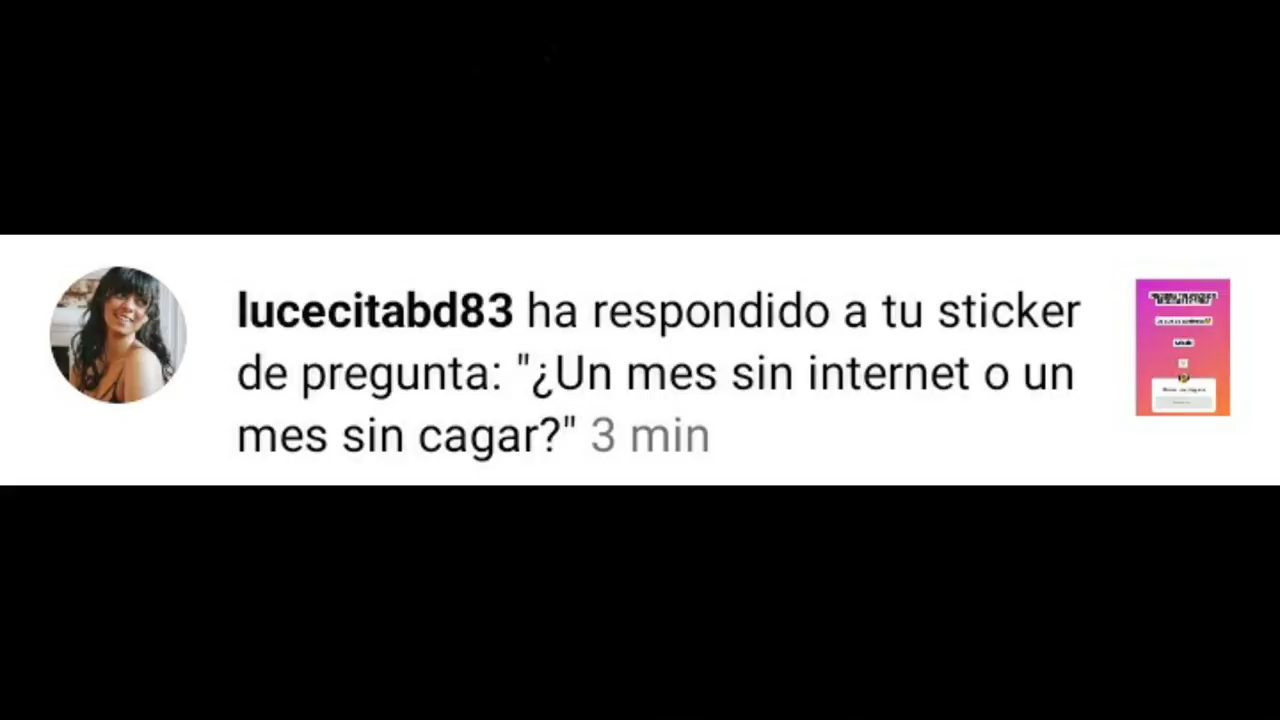 lucecitabd83 ha respondido a tu sticker
de pregunta: "¿Un mes sin internet o un
mes sin cagar?" 3 min